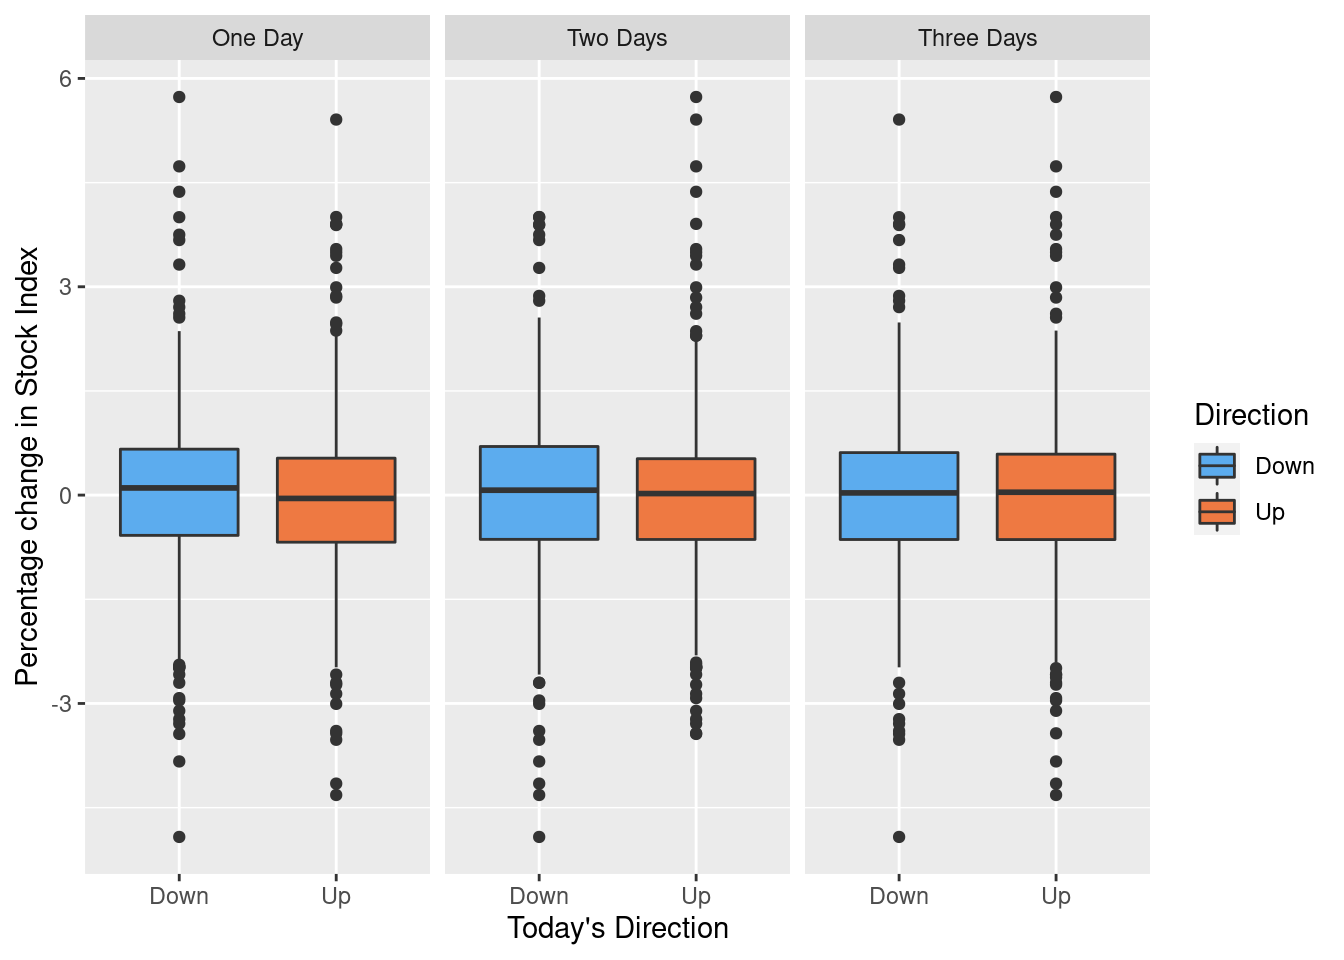 One Day
Two Days
Three Days
Percentage change in Stock Index
6
3
0
-3
Down
Up
Down
Up
Down
Up
Today's Direction
Direction
Down
Up